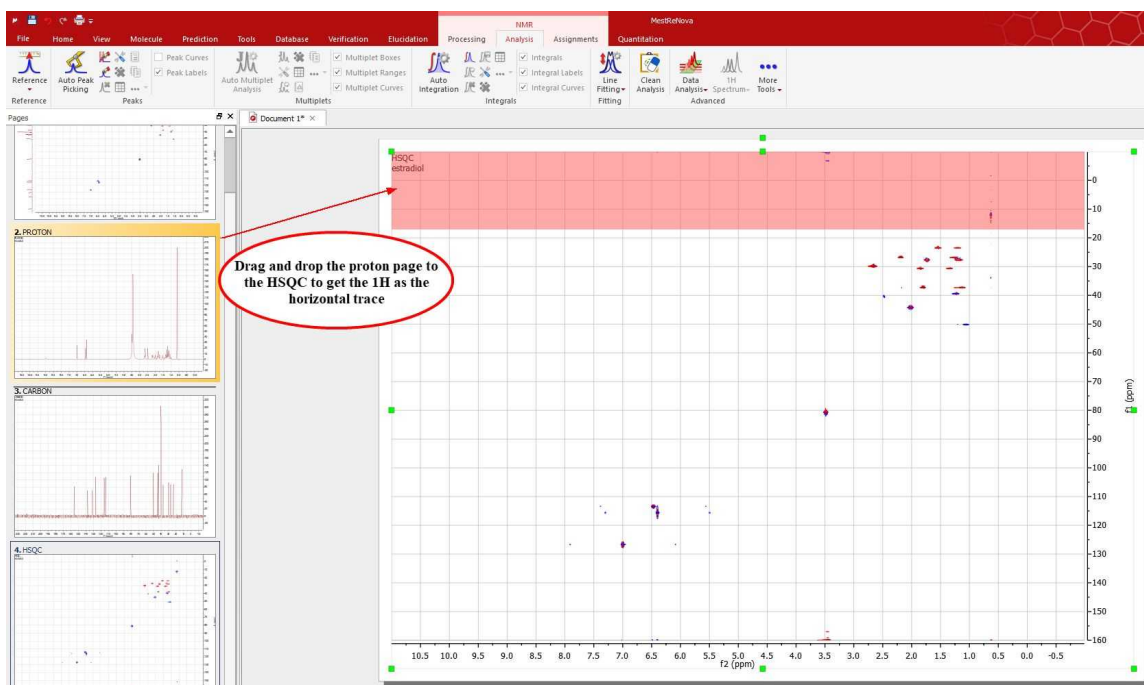 NMR
MestReNova
File Home View Molecule Prediction Tools Database Verification Elucidation Processing Analysis Assignments Quantitation
Reference
Auto Peak Picking
Peak Curves
Peak Labels
Auto Multiplet Analysis
Multiplet Boxes
Multiplet Ranges
Multiplet Curves
Auto Integration
Integrals
Integral Labels
Integral Curves
Line Fitting
Clean Analysis
Data Analysis
Spectrum
1H
More Tools
Reference Peaks Multiplets Integrals Fitting Advanced
Pages
Document 1*
2. PROTON
3. CARBON
4. HSQC
HSQC
estradiol
Drag and drop the proton page to
the HSQC to get the 1H as the
horizontal trace
0
10
20
30
40
50
60
70
80
90
100
110
120
130
140
150
160
f1 (ppm)
10.5 10.0 9.5 9.0 8.5 8.0 7.5 7.0 6.5 6.0 5.5 5.0 4.5 4.0 3.5 3.0 2.5 2.0 1.5 1.0 0.5 0.0 -0.5
f2 (ppm)